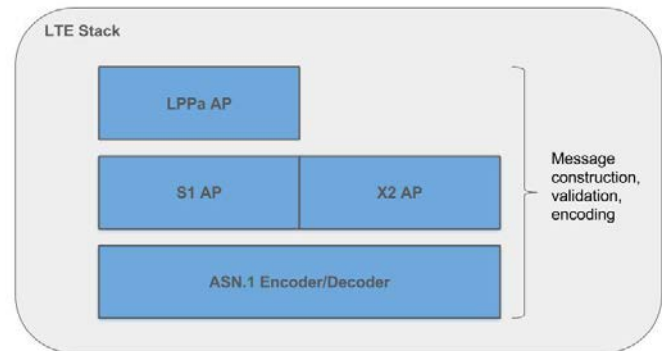 LTE Stack
LPPa AP
S1 AP
X2 AP
ASN.1 Encoder/Decoder
Message
construction,
validation,
encoding